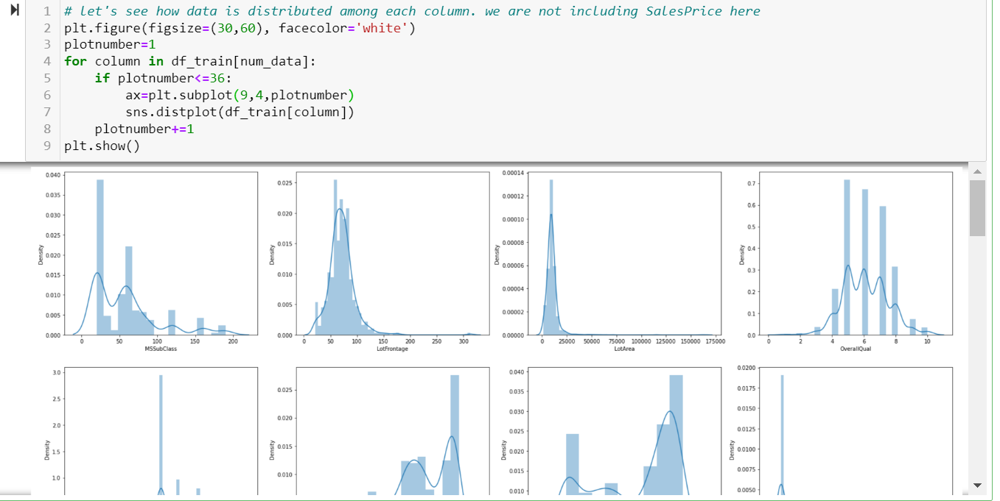 1 # let's see how data is distributed among each column. we are not including SalesPrice here
2 plt.figure(figsize=(30,60), facecolor='white')
3 plotnumber=1
4 for column in df_train[num_data]:
5     if plotnumber<=36:
6         ax=plt.subplot(9,4,plotnumber)
7         sns.distplot(df_train[column])
8     plotnumber+=1
9 plt.show()
0.040
0.035
0.030
0.025
0.020
0.015
0.010
0.005
0.000
Density
0 50 100 150 200
MSSubClass
0.025
0.020
0.015
0.010
0.005
0.000
Density
0 50 100 150 200 250 300
LotFrontage
0.00014
0.00012
0.00010
0.00008
0.00006
0.00004
0.00002
0.00000
Density
0 25000 50000 75000 100000 125000 150000 175000
LotArea
0.7
0.6
0.5
0.4
0.3
0.2
0.1
0.0
Density
0 2 4 6 8 10
OverallQual
3.0
2.5
2.0
1.5
1.0
Density
0.025
0.020
0.015
0.010
Density
0.040
0.035
0.030
0.025
0.020
0.015
0.010
Density
0.0200
0.0175
0.0150
0.0125
0.0100
0.0075
0.0050
Density